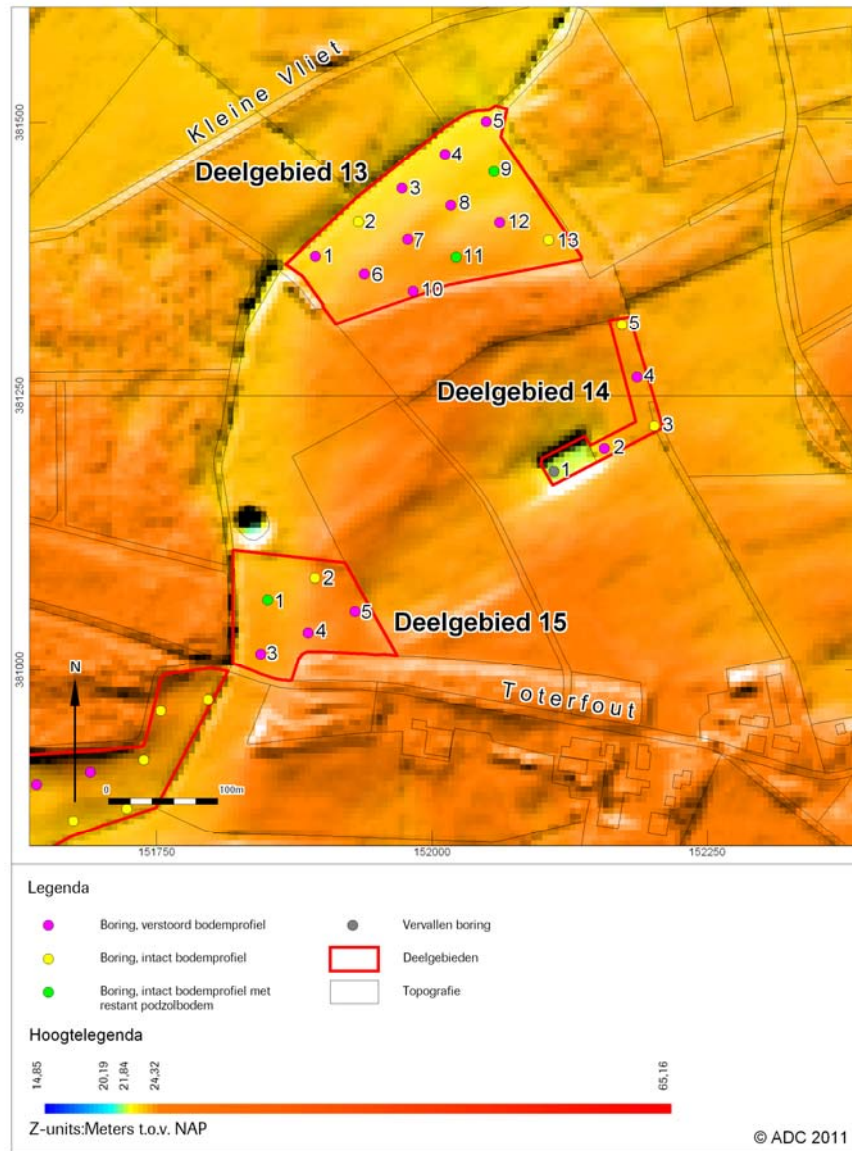 Kleine Vliet
381500
Deelgebied 13
5
4
9
3
8
2
12
7
13
1
11
6
10
5
Deelgebied 14
4
381250
3
2
1
2
1
5
Deelgebied 15
4
3
381000
N
Toterfout
0 100m
151750 152000 152250
Legenda
Boring, verstoord bodemprofiel
Vervallen boring
Boring, intact bodemprofiel
Deelgebieden
Boring, intact bodemprofiel met
restant podzolbodem
Topografie
Hoogtelegenda
14,85 20,19 21,84 24,32 65,16
Z-units:Meters t.o.v. NAP
© ADC 2011